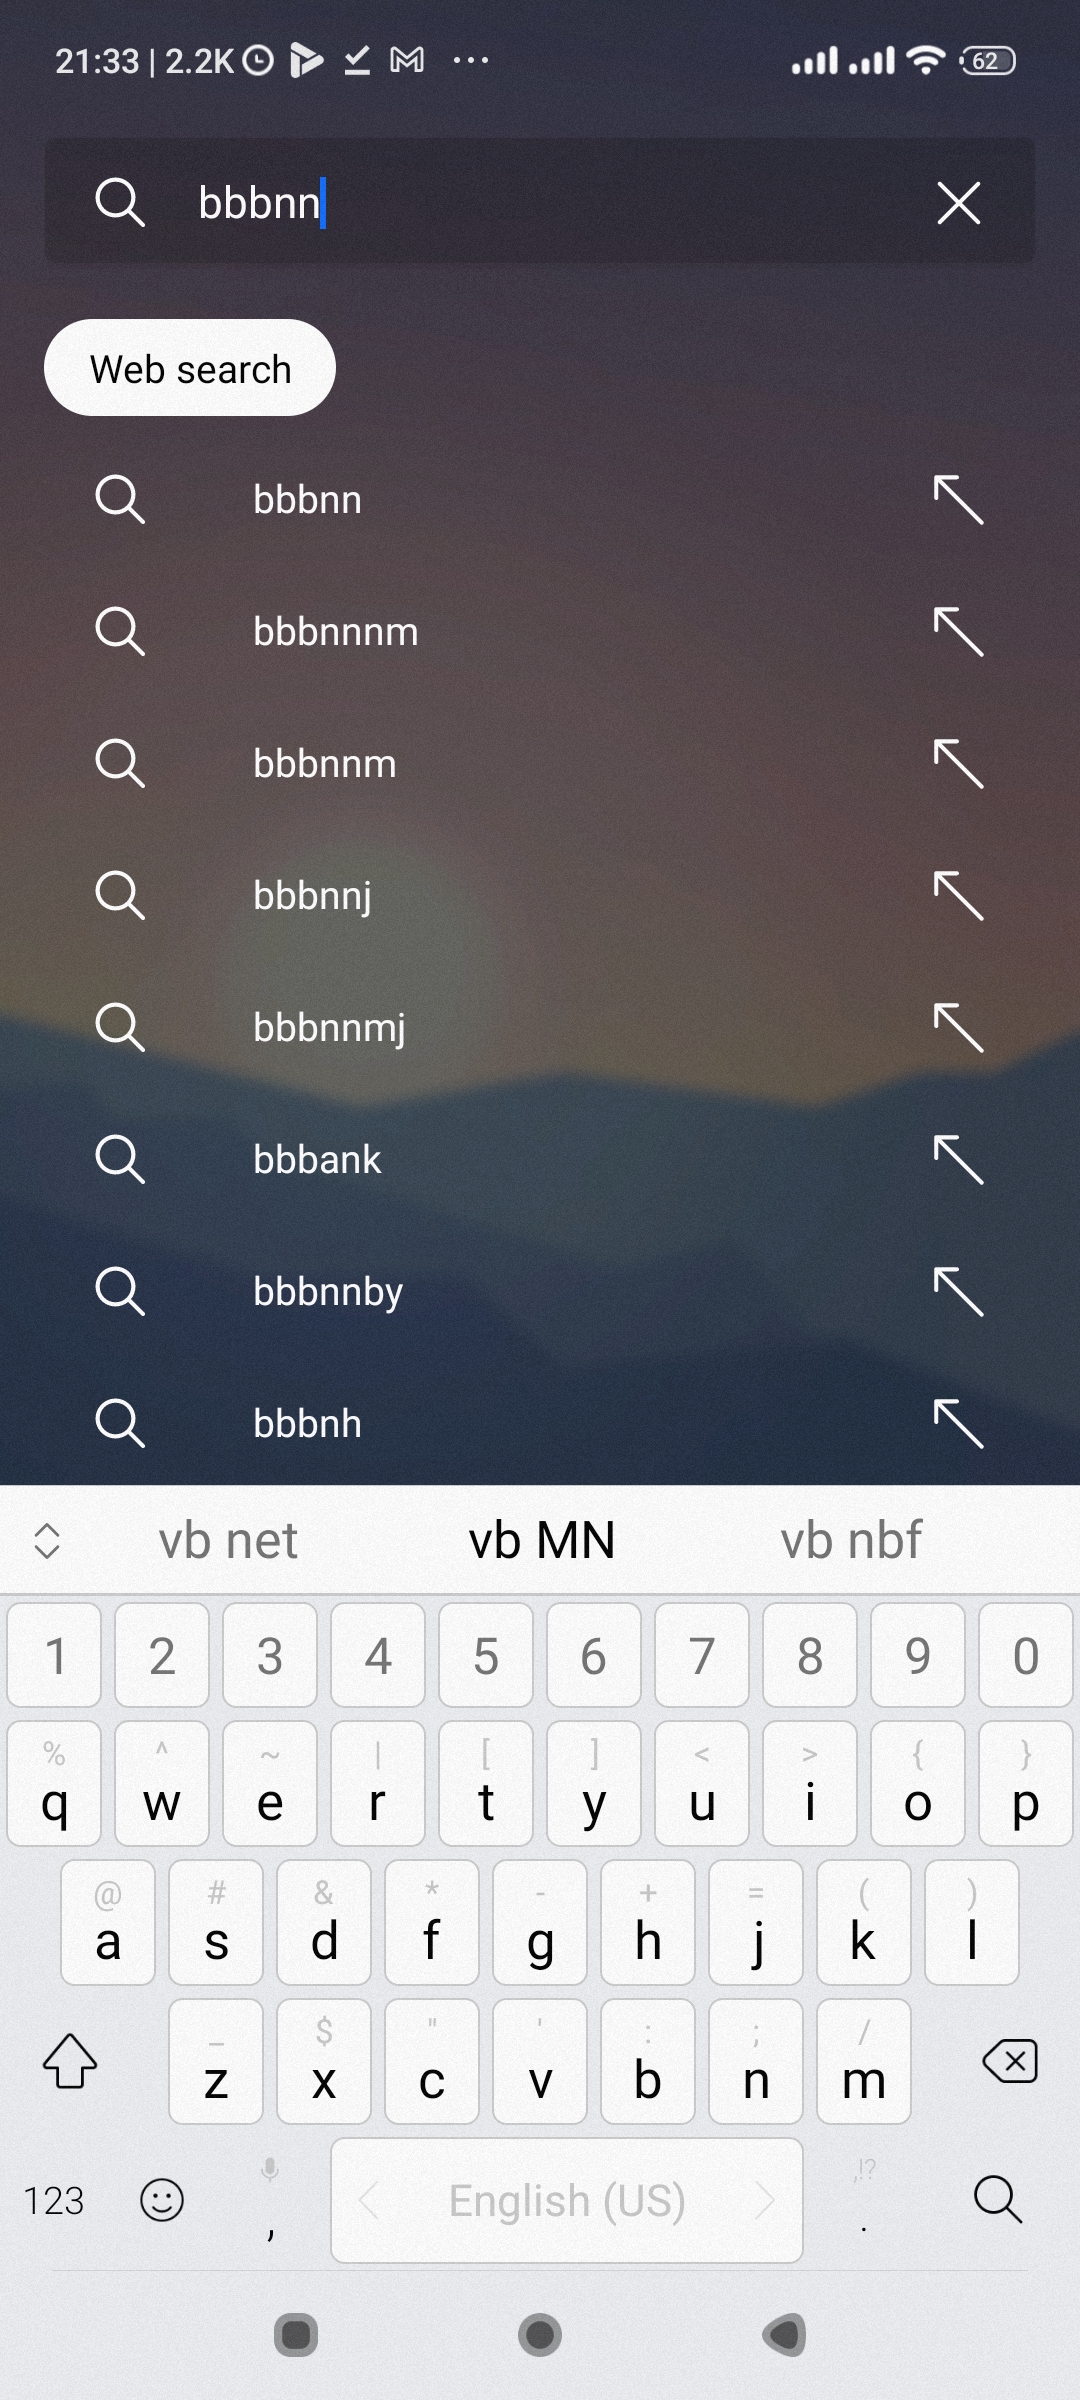 21:33 | 2.2K ... 62
bbbnn
Web search
bbbnn
bbbnnnm
bbbnnm
bbbnnj
bbbnnmj
bbbank
bbbnnby
bbbnh
vb net vb MN vb nbf
1 2 3 4 5 6 7 8 9 0
% ^ ~ | [ ] < > { }
q w e r t y u i o p
@ # & * - + = ( )
a s d f g h j k l
_ $ " ' : ; /
z x c v b n m
,!?
123 , English (US) .